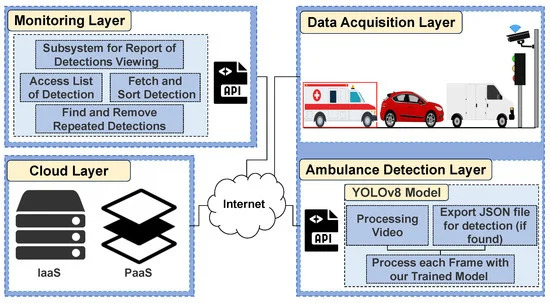 Monitoring Layer
Subsystem for Report of
Detections Viewing
Access List
of Detection
Fetch and
Sort Detection
Find and Remove
Repeated Detections
API
Data Acquisition Layer
Cloud Layer
IaaS
PaaS
Internet
Ambulance Detection Layer
API
YOLOv8 Model
Processing
Video
Export JSON file
for detection (if
found)
Process each Frame with
our Trained Model